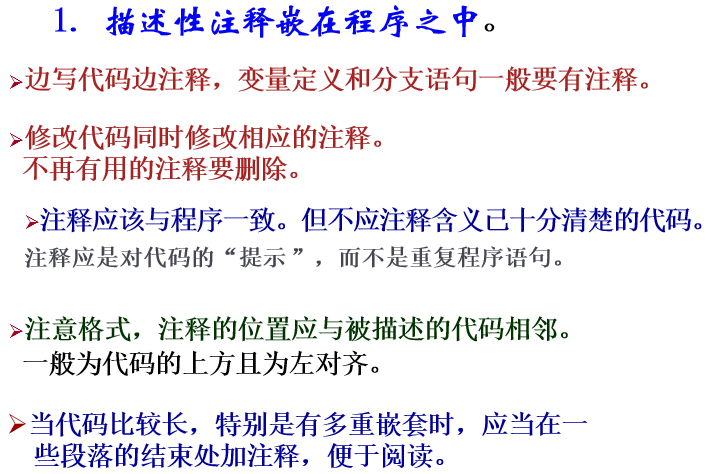 1. 描述性注释嵌在程序之中。
➢边写代码边注释，变量定义和分支语句一般要有注释。
➢修改代码同时修改相应的注释。
不再有用的注释要删除。
➢注释应该与程序一致。但不应注释含义已十分清楚的代码。
注释应是对代码的“提示 ”，而不是重复程序语句。
➢注意格式，注释的位置应与被描述的代码相邻。
一般为代码的上方且为左对齐。
➢当代码比较长，特别是有多重嵌套时，应当在一
些段落的结束处加注释，便于阅读。